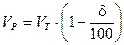 V_P = V_T · (1 − δ/100)